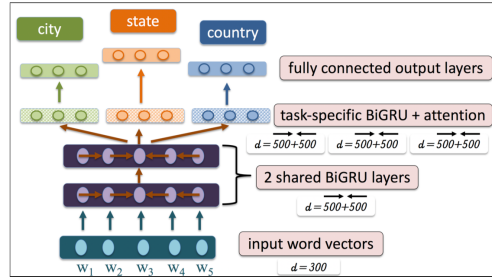 city
state
country
fully connected output layers
task-specific BiGRU + attention
d = 500+500
d = 500+500
d = 500+500
2 shared BiGRU layers
d = 500+500
input word vectors
w1 w2 w3 w4 w5
d = 300